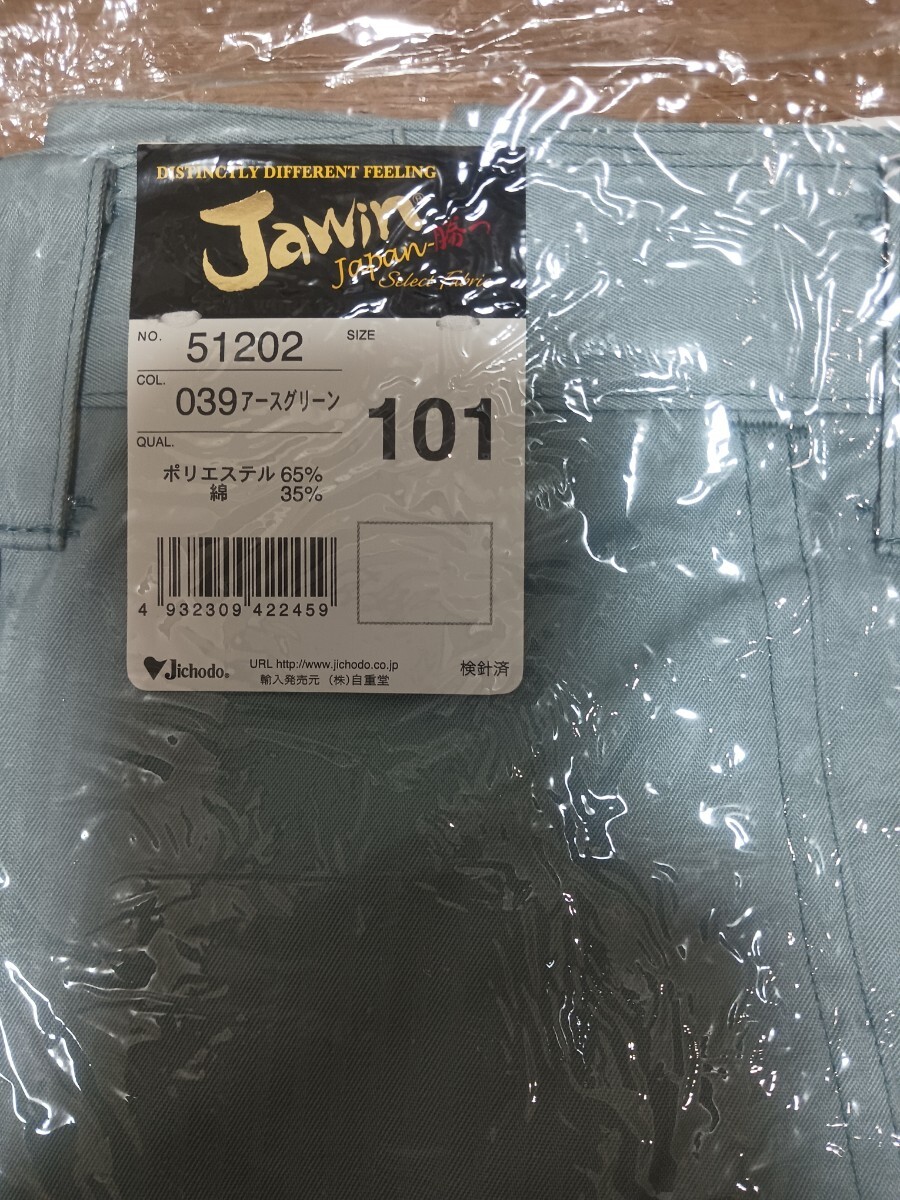 DISTINCTLY DIFFERENT FEELING
Jawin®
Japan-勝つ
Select Fabric
NO. 51202
SIZE 101
COL. 039アースグリーン
QUAL.
ポリエステル 65%
綿 35%
4 932309 422459
Jichodo®
URL http://www.jichodo.co.jp
輸入発売元 (株)自重堂
検針済